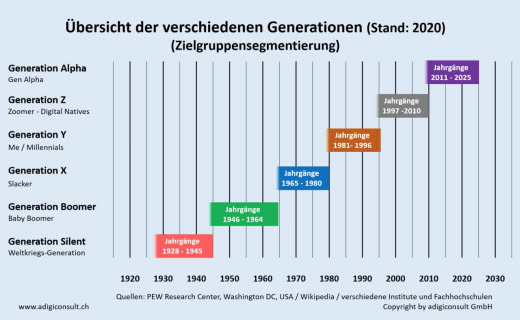 Übersicht der verschiedenen Generationen (Stand: 2020)
(Zielgruppensegmentierung)
Generation Alpha
Gen Alpha
Jahrgänge
2011 - 2025
Generation Z
Zoomer - Digital Natives
Jahrgänge
1997 -2010
Generation Y
Me / Millennials
Jahrgänge
1981- 1996
Generation X
Slacker
Jahrgänge
1965 - 1980
Generation Boomer
Baby Boomer
Jahrgänge
1946 - 1964
Generation Silent
Weltkriegs-Generation
Jahrgänge
1928 - 1945
1920 1930 1940 1950 1960 1970 1980 1990 2000 2010 2020 2030
Quellen: PEW Research Center, Washington DC, USA / Wikipedia / verschiedene Institute und Fachhochschulen
www.adigiconsult.ch
Copyright by adigiconsult GmbH